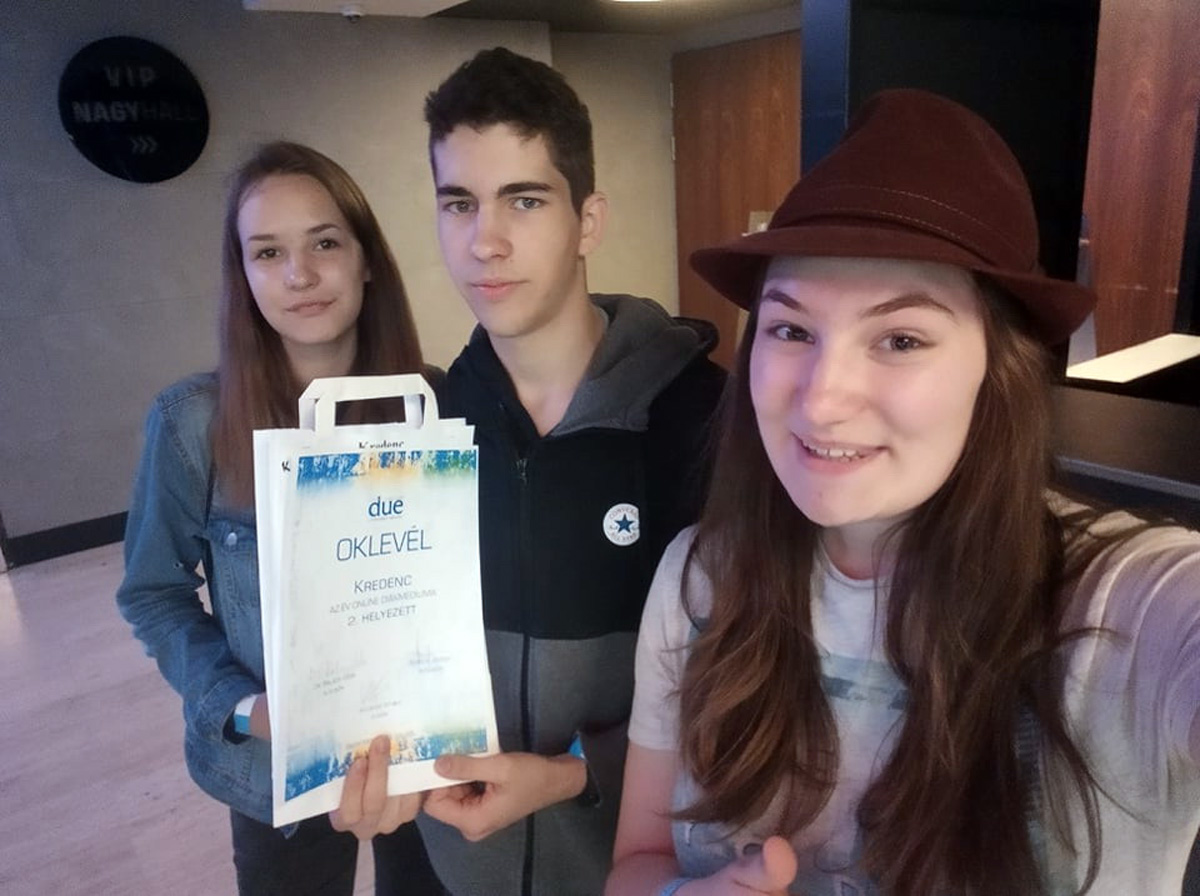 VIP
NAGYHALL
>>>
Kredenc
K
due
OKLEVÉL
KREDENC
AZ ÉV ONLINE DIÁKMÉDIUMA
2. HELYEZETT
CONVERSE
ALL STAR